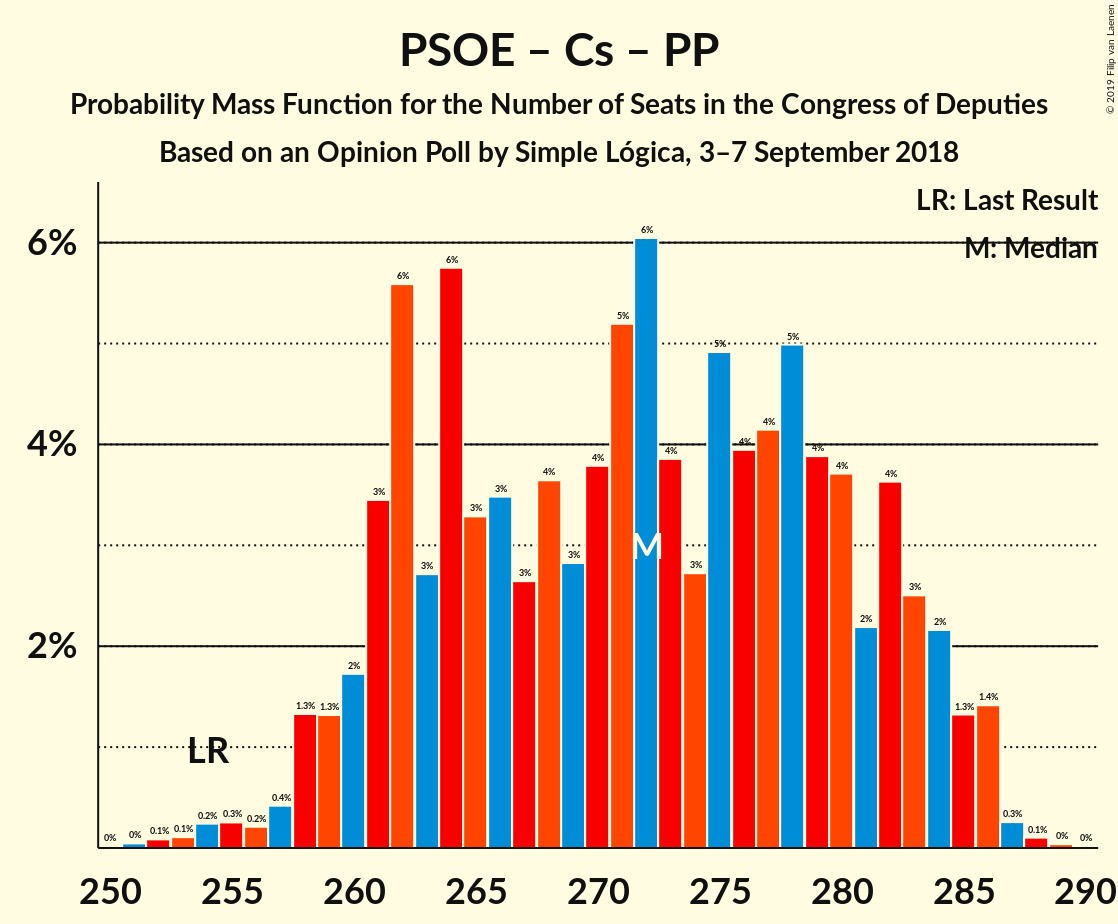 PSOE – Cs – PP
Probability Mass Function for the Number of Seats in the Congress of Deputies
Based on an Opinion Poll by Simple Lógica, 3–7 September 2018
© 2019 Filip van Laenen
LR: Last Result
M: Median
6%
4%
2%
0% 0% 0.1% 0.1% 0.2% 0.3% 0.2% 0.4% 1.3% 1.3% 2% 3% 6% 3% 6% 3% 3% 3% 4% 3% 4% 5% 6% 4% 3% 5% 4% 4% 5% 4% 4% 2% 4% 3% 2% 1.3% 1.4% 0.3% 0.1% 0% 0%
M
LR
250 255 260 265 270 275 280 285 290